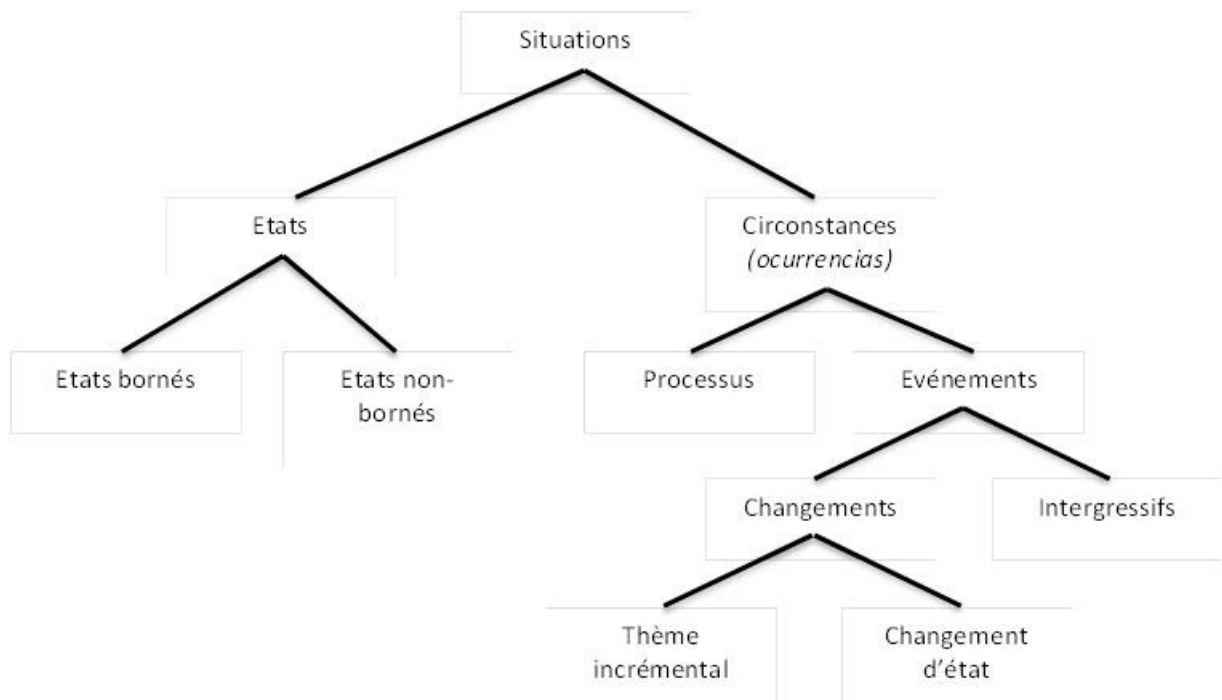 Situations
Etats
Circonstances
(ocurrencias)
Etats bornés
Etats non-
bornés
Processus
Evénements
Changements
Intergressifs
Thème
incrémental
Changement
d'état